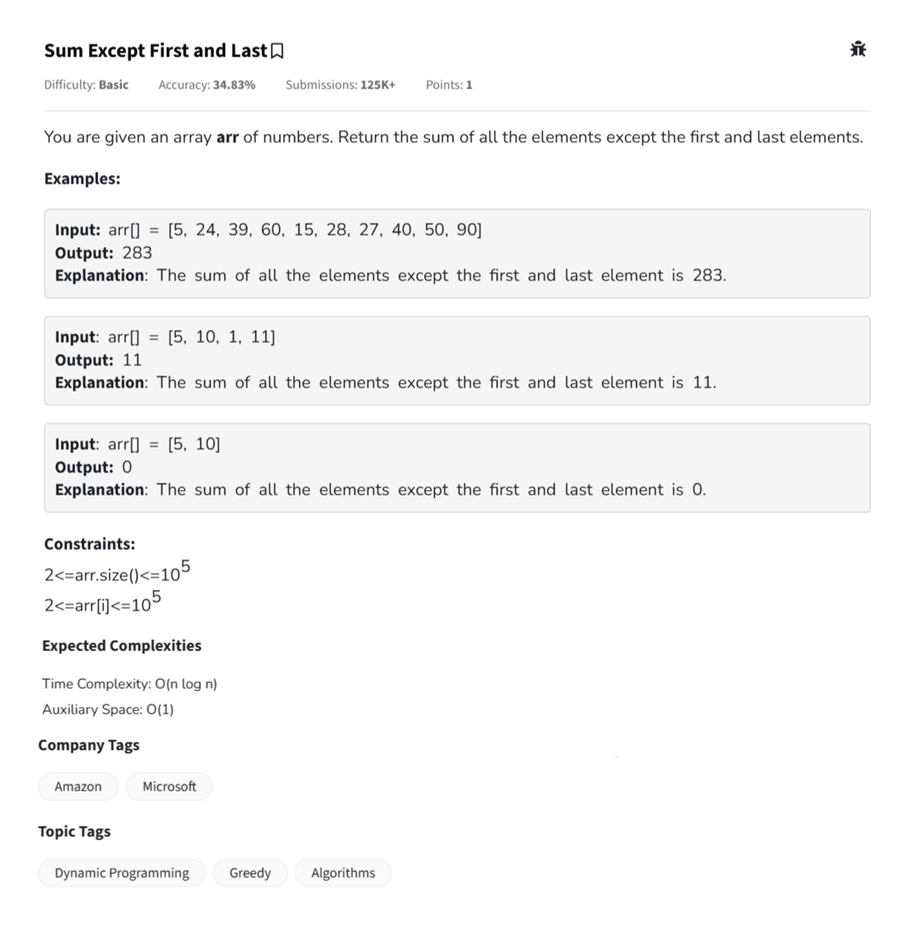 Sum Except First and Last
Difficulty: Basic Accuracy: 34.83% Submissions: 125K+ Points: 1
You are given an array arr of numbers. Return the sum of all the elements except the first and last elements.
Examples:
Input: arr[] = [5, 24, 39, 60, 15, 28, 27, 40, 50, 90]
Output: 283
Explanation: The sum of all the elements except the first and last element is 283.
Input: arr[] = [5, 10, 1, 11]
Output: 11
Explanation: The sum of all the elements except the first and last element is 11.
Input: arr[] = [5, 10]
Output: 0
Explanation: The sum of all the elements except the first and last element is 0.
Constraints:
2<=arr.size()<=10^5
2<=arr[i]<=10^5
Expected Complexities
Time Complexity: O(n log n)
Auxiliary Space: O(1)
Company Tags
Amazon Microsoft
Topic Tags
Dynamic Programming Greedy Algorithms